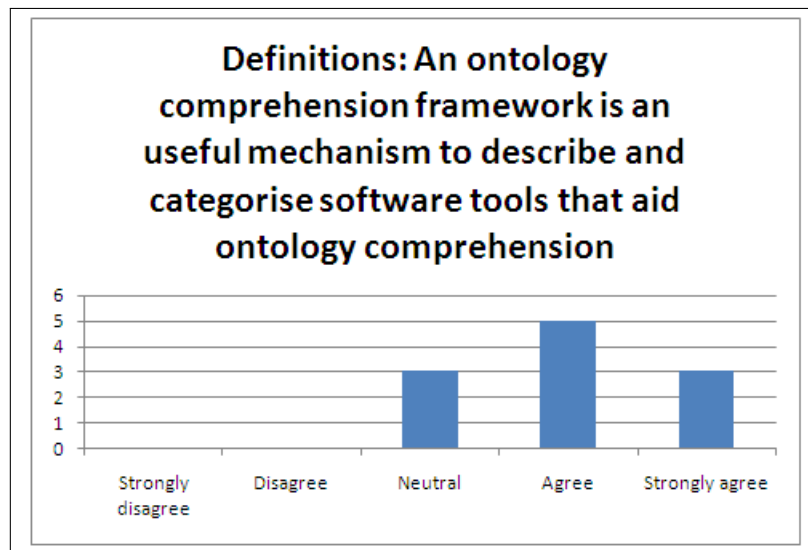 Definitions: An ontology
comprehension framework is an
useful mechanism to describe and
categorise software tools that aid
ontology comprehension
6
5
4
3
2
1
0
Strongly disagree
Disagree
Neutral
Agree
Strongly agree